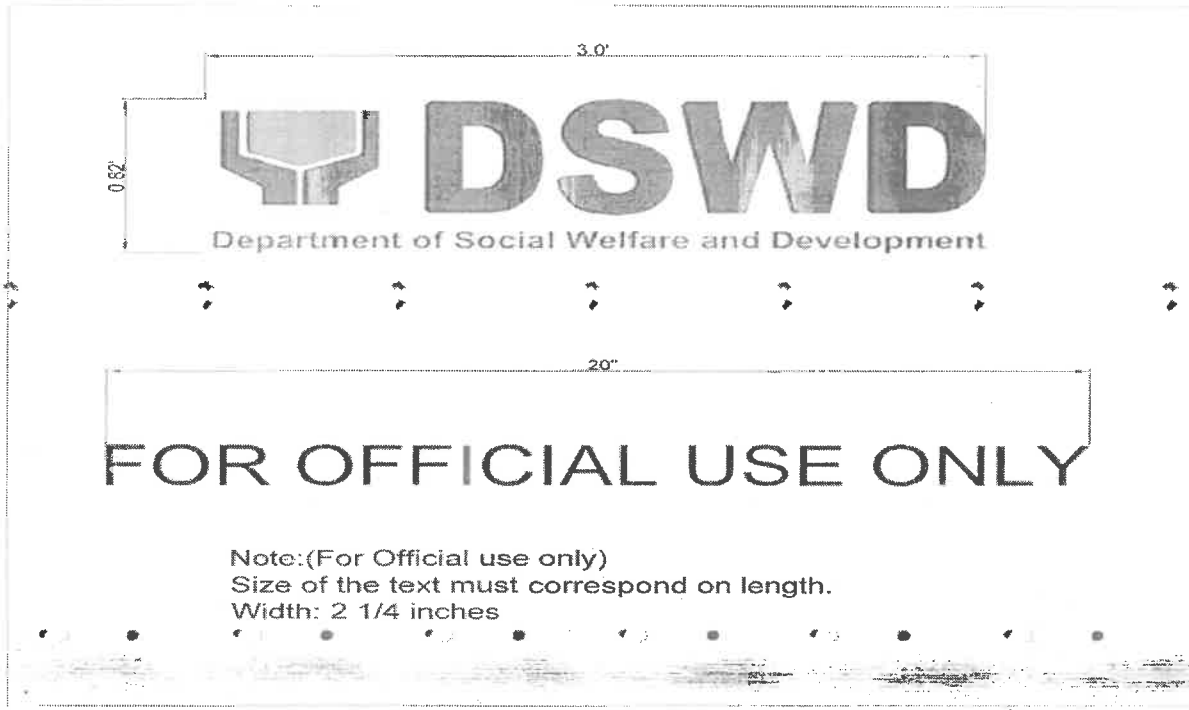 3.0'
0.82'
DSWD
Department of Social Welfare and Development
20"
FOR OFFICIAL USE ONLY
Note:(For Official use only)
Size of the text must correspond on length.
Width: 2 1/4 inches